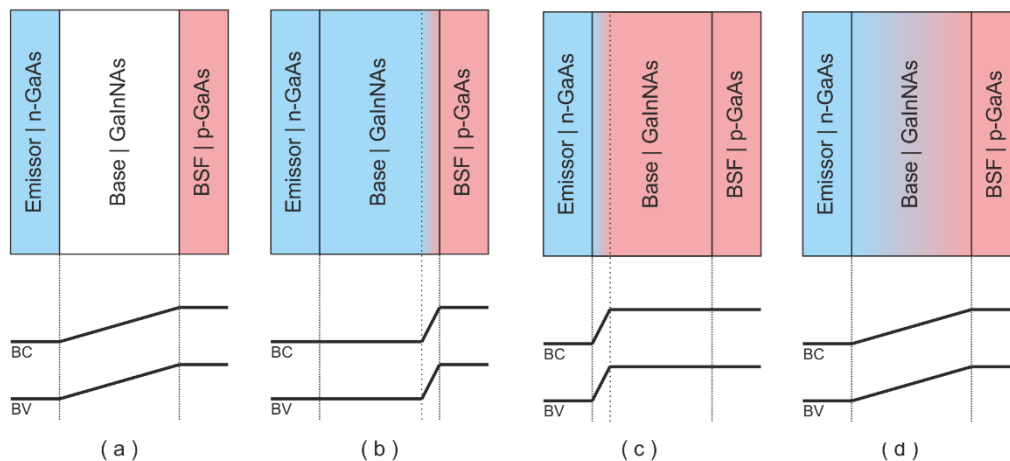 Emissor | n-GaAs
Base | GaInNAs
BSF | p-GaAs
BC
BV
( a )
Emissor | n-GaAs
Base | GaInNAs
BSF | p-GaAs
BC
BV
( b )
Emissor | n-GaAs
Base | GaInNAs
BSF | p-GaAs
BC
BV
( c )
Emissor | n-GaAs
Base | GaInNAs
BSF | p-GaAs
BC
BV
( d )